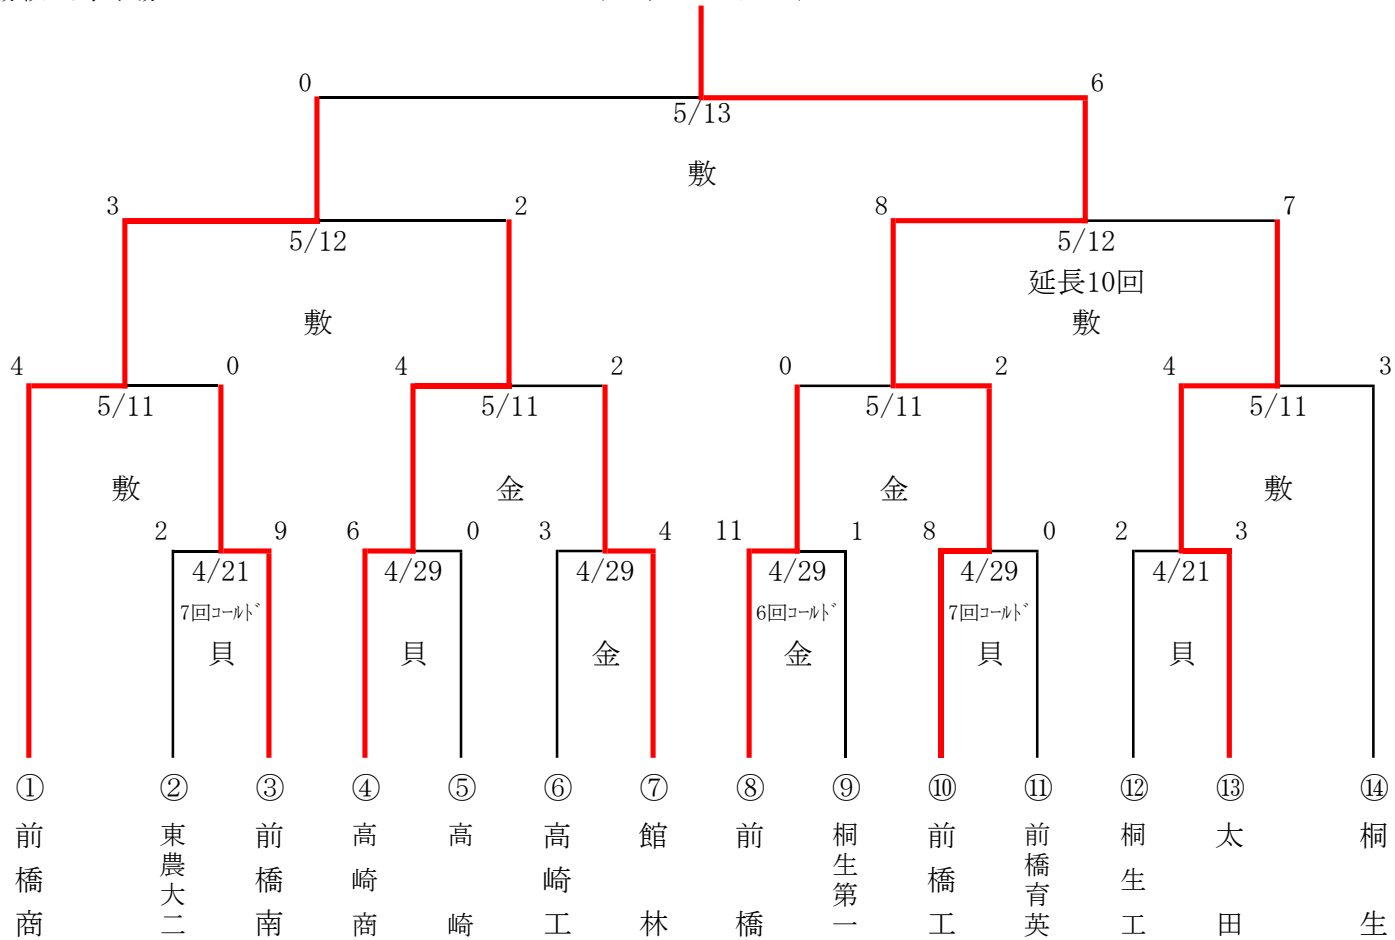 0 6
5/13
敷
3 2 8 7
5/12 5/12
延長10回
敷 敷
4 0 4 2 0 2 4 3
5/11 5/11 5/11 5/11
敷 金 金 敷
2 9 6 0 3 4 11 1 8 0 2 3
4/21 4/29 4/29 4/29 4/29 4/21
7回コールド 6回コールド 7回コールド
貝 貝 金 金 貝 貝
① ② ③ ④ ⑤ ⑥ ⑦ ⑧ ⑨ ⑩ ⑪ ⑫ ⑬ ⑭
前橋商
東農大二
前橋南
高崎商
高崎
高崎工
館林
前橋
桐生第一
前橋工
前橋育英
桐生工
太田
桐生